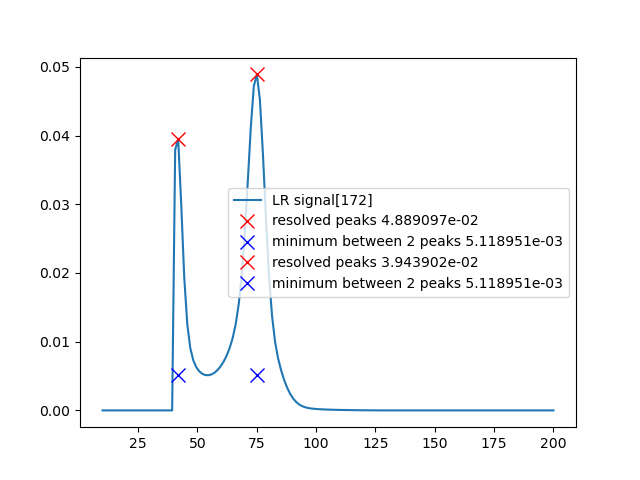 0.05
0.04
0.03
0.02
0.01
0.00
LR signal[172]
resolved peaks 4.889097e-02
minimum between 2 peaks 5.118951e-03
resolved peaks 3.943902e-02
minimum between 2 peaks 5.118951e-03
25 50 75 100 125 150 175 200